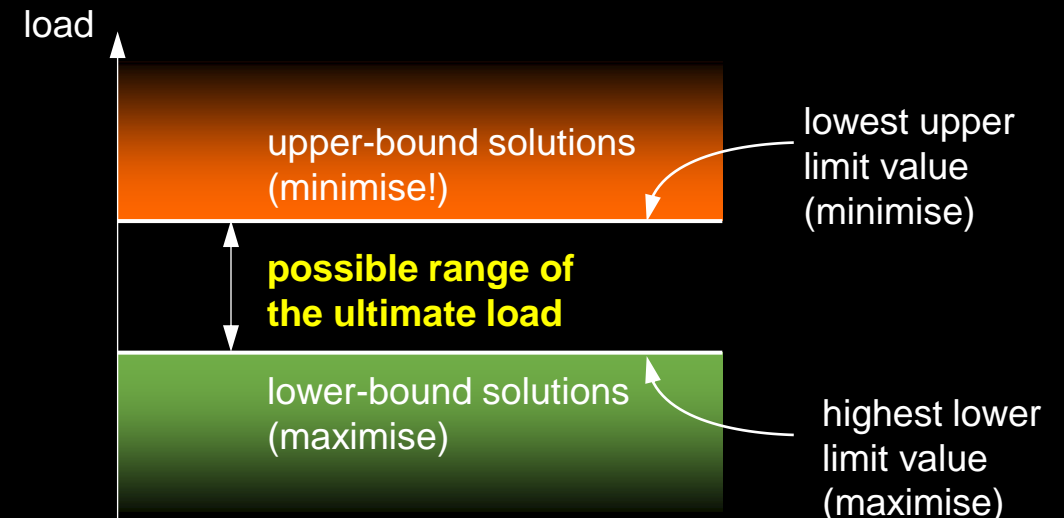 load
upper-bound solutions
(minimise!)
lowest upper
limit value
(minimise)
possible range of
the ultimate load
lower-bound solutions
(maximise)
highest lower
limit value
(maximise)